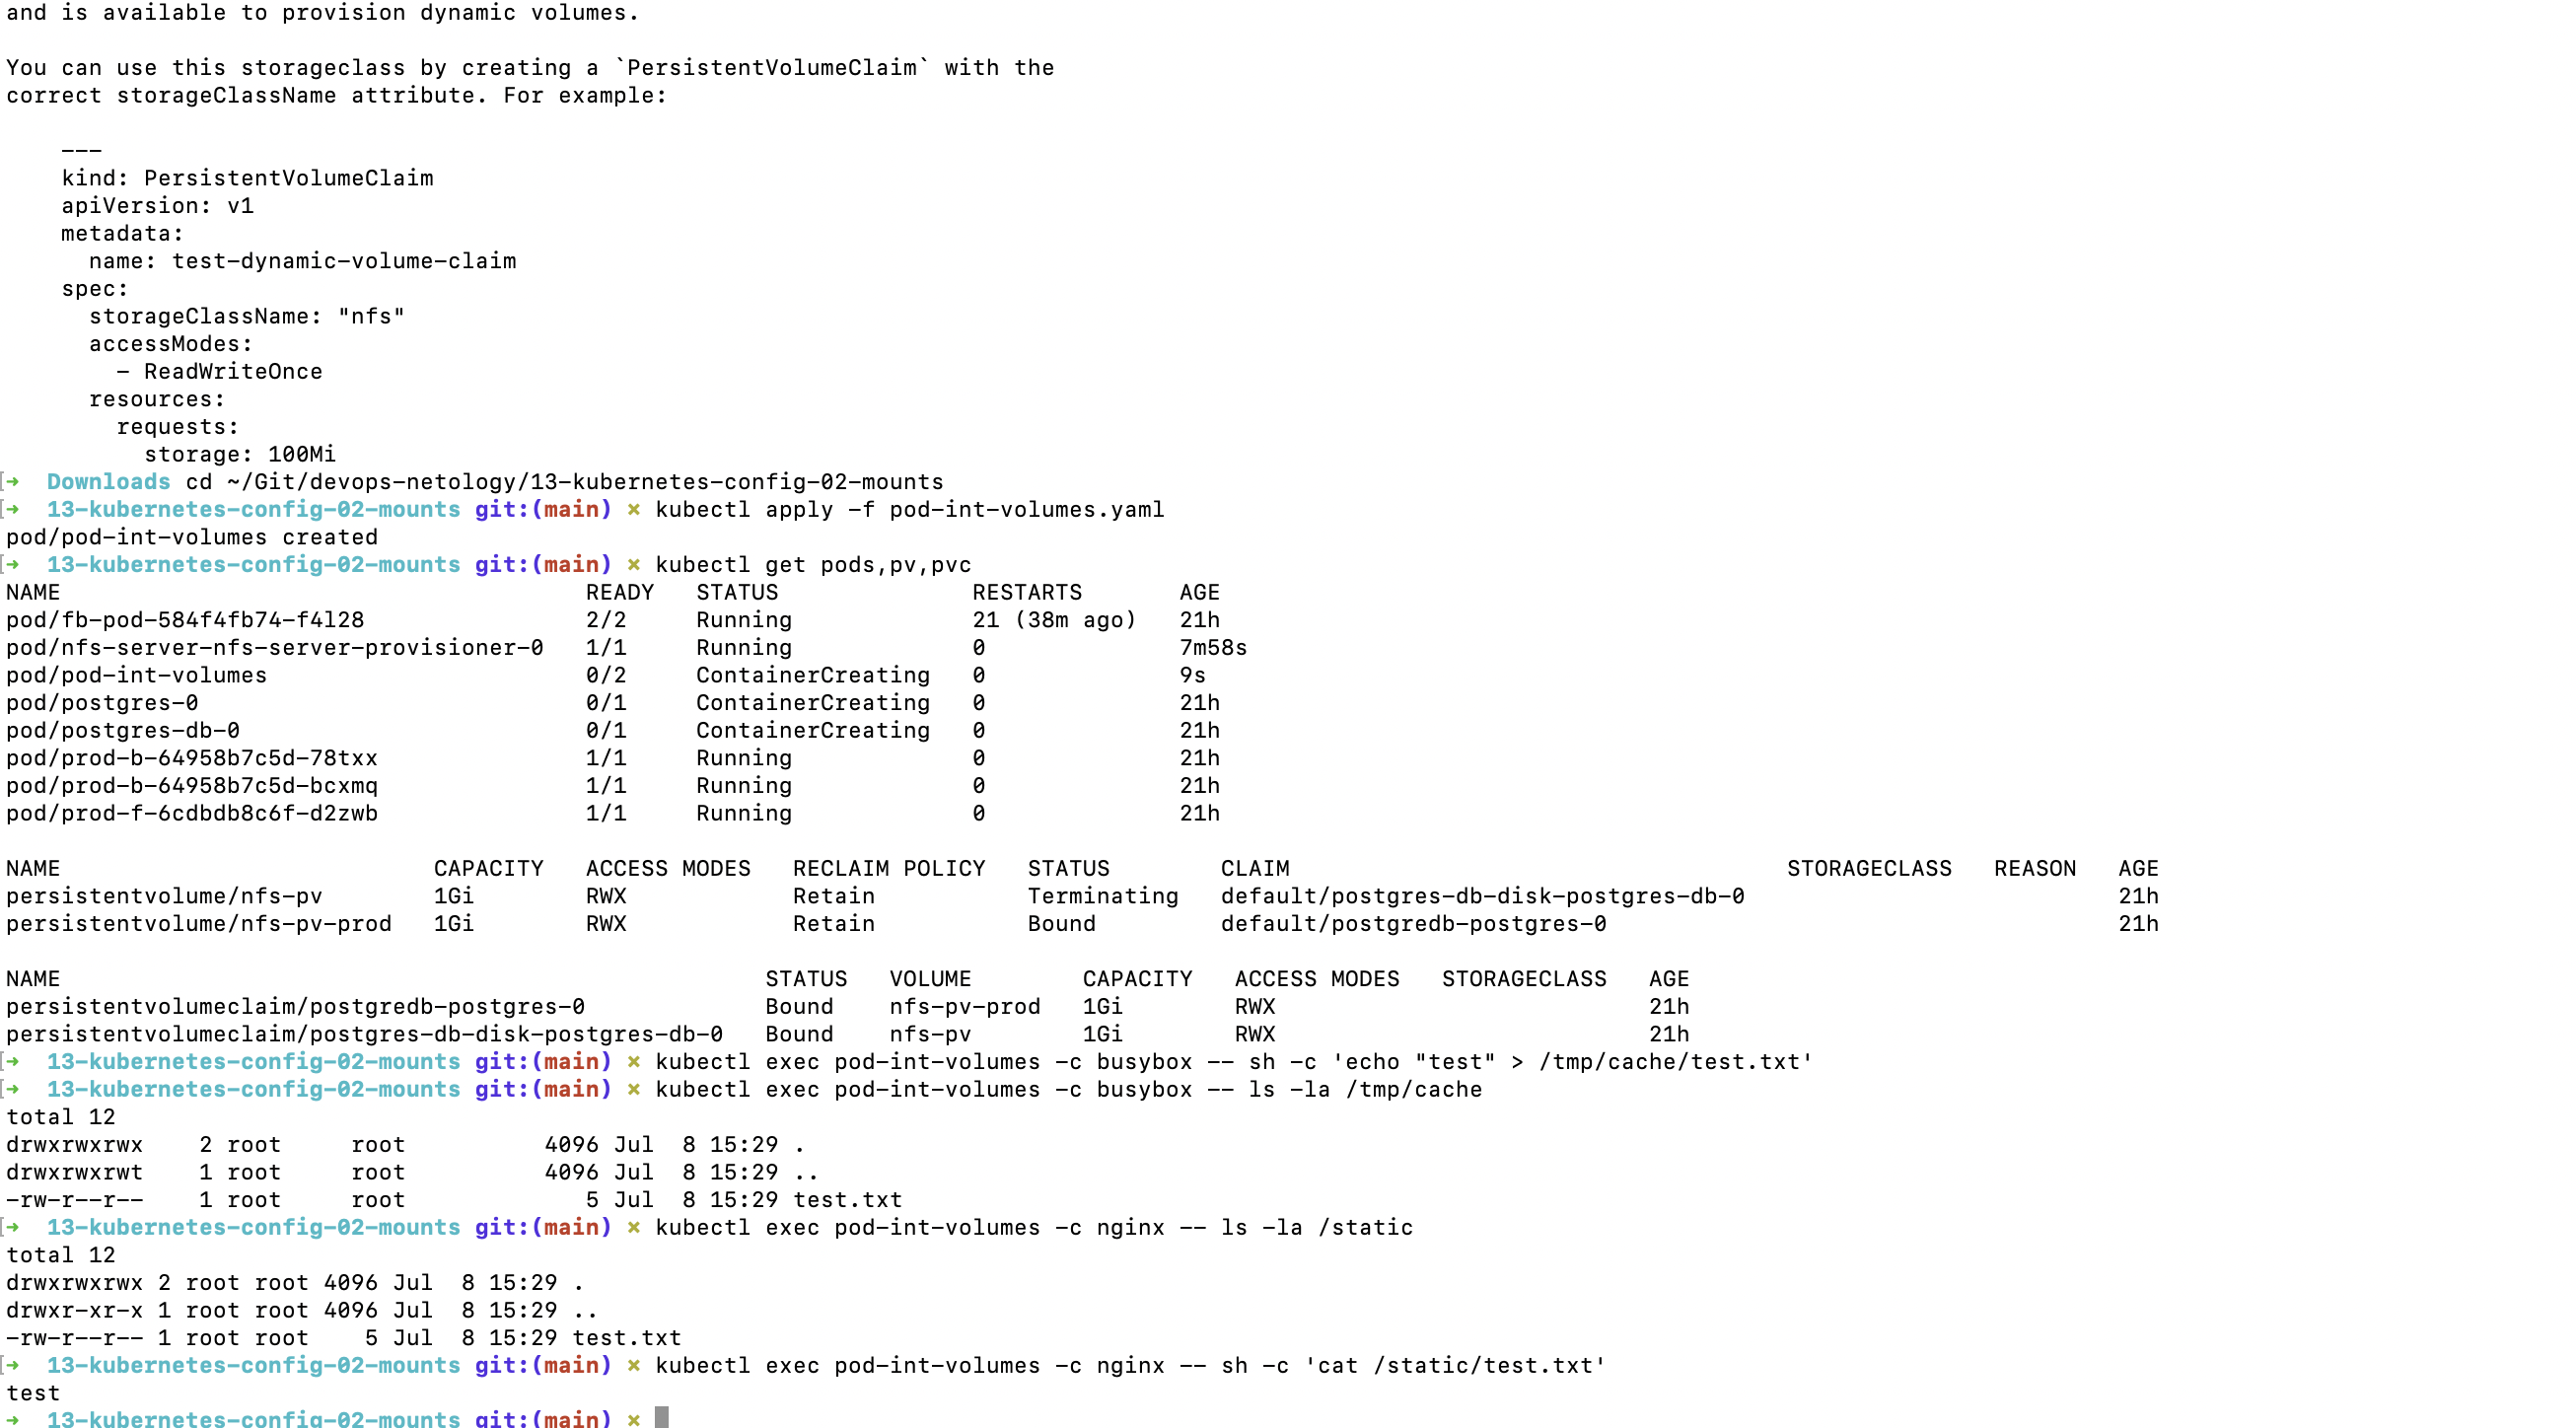 and is available to provision dynamic volumes.

You can use this storageclass by creating a `PersistentVolumeClaim` with the
correct storageClassName attribute. For example:

    ---
    kind: PersistentVolumeClaim
    apiVersion: v1
    metadata:
      name: test-dynamic-volume-claim
    spec:
      storageClassName: "nfs"
      accessModes:
        - ReadWriteOnce
      resources:
        requests:
          storage: 100Mi
[➜  Downloads cd ~/Git/devops-netology/13-kubernetes-config-02-mounts
[➜  13-kubernetes-config-02-mounts git:(main) ✗ kubectl apply -f pod-int-volumes.yaml
pod/pod-int-volumes created
[➜  13-kubernetes-config-02-mounts git:(main) ✗ kubectl get pods,pv,pvc
NAME                                      READY   STATUS              RESTARTS       AGE
pod/fb-pod-584f4fb74-f4l28                2/2     Running             21 (38m ago)   21h
pod/nfs-server-nfs-server-provisioner-0   1/1     Running             0              7m58s
pod/pod-int-volumes                       0/2     ContainerCreating   0              9s
pod/postgres-0                            0/1     ContainerCreating   0              21h
pod/postgres-db-0                         0/1     ContainerCreating   0              21h
pod/prod-b-64958b7c5d-78txx               1/1     Running             0              21h
pod/prod-b-64958b7c5d-bcxmq               1/1     Running             0              21h
pod/prod-f-6cdbdb8c6f-d2zwb               1/1     Running             0              21h

NAME                           CAPACITY   ACCESS MODES   RECLAIM POLICY   STATUS        CLAIM                                    STORAGECLASS   REASON   AGE
persistentvolume/nfs-pv        1Gi        RWX            Retain           Terminating   default/postgres-db-disk-postgres-db-0                           21h
persistentvolume/nfs-pv-prod   1Gi        RWX            Retain           Bound         default/postgredb-postgres-0                                     21h

NAME                                                   STATUS   VOLUME        CAPACITY   ACCESS MODES   STORAGECLASS   AGE
persistentvolumeclaim/postgredb-postgres-0             Bound    nfs-pv-prod   1Gi        RWX                           21h
persistentvolumeclaim/postgres-db-disk-postgres-db-0   Bound    nfs-pv        1Gi        RWX                           21h
[➜  13-kubernetes-config-02-mounts git:(main) ✗ kubectl exec pod-int-volumes -c busybox -- sh -c 'echo "test" > /tmp/cache/test.txt'
[➜  13-kubernetes-config-02-mounts git:(main) ✗ kubectl exec pod-int-volumes -c busybox -- ls -la /tmp/cache
total 12
drwxrwxrwx    2 root     root          4096 Jul  8 15:29 .
drwxrwxrwt    1 root     root          4096 Jul  8 15:29 ..
-rw-r--r--    1 root     root             5 Jul  8 15:29 test.txt
[➜  13-kubernetes-config-02-mounts git:(main) ✗ kubectl exec pod-int-volumes -c nginx -- ls -la /static
total 12
drwxrwxrwx 2 root root 4096 Jul  8 15:29 .
drwxr-xr-x 1 root root 4096 Jul  8 15:29 ..
-rw-r--r-- 1 root root    5 Jul  8 15:29 test.txt
[➜  13-kubernetes-config-02-mounts git:(main) ✗ kubectl exec pod-int-volumes -c nginx -- sh -c 'cat /static/test.txt'
test
➜  13-kubernetes-config-02-mounts git:(main) ✗